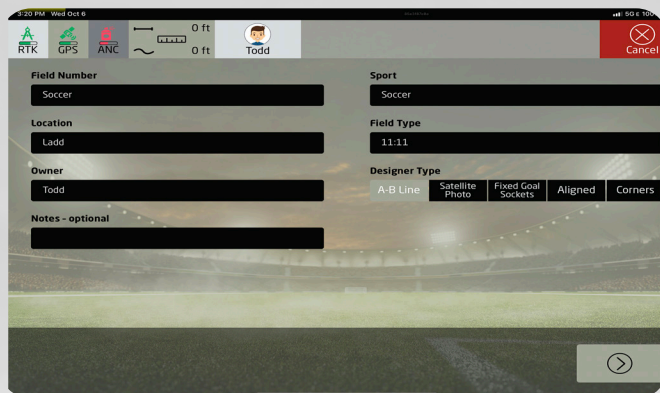 3:20 PM Wed Oct 6
5G E 100
RTK
GPS
ANC
0 ft
0 ft
Todd
Cancel
Field Number
Soccer
Sport
Soccer
Location
Ladd
Field Type
11:11
Owner
Todd
Designer Type
A-B Line
Satellite
Photo
Fixed Goal
Sockets
Aligned
Corners
Notes - optional